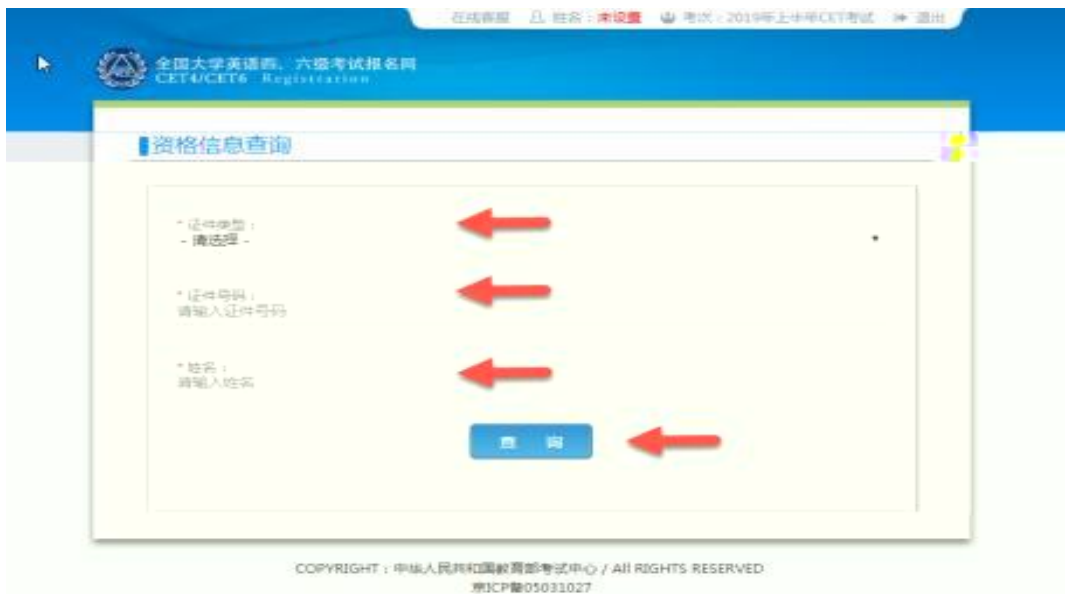 在线客服 姓名：未设置 考次：2019年上半年CET考试 退出
全国大学英语四、六级考试报名网
CET4/CET6 Registration
资格信息查询
* 证件类型：
- 请选择 -
* 证件号码：
请输入证件号码
* 姓名：
请输入姓名
查 询
COPYRIGHT：中华人民共和国教育部考试中心 / All RIGHTS RESERVED
京ICP备05031027